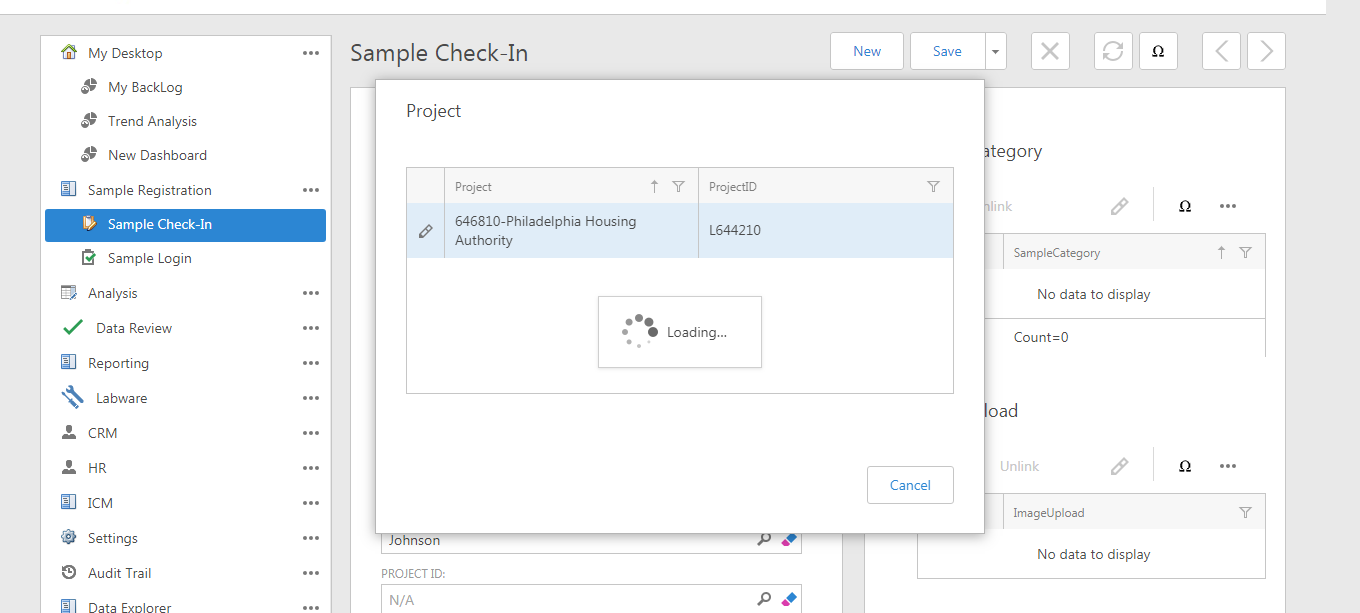 My Desktop
My BackLog
Trend Analysis
New Dashboard
Sample Registration
Sample Check-In
Sample Login
Analysis
Data Review
Reporting
Labware
CRM
HR
ICM
Settings
Audit Trail
Data Explorer
Sample Check-In
New
Save
Ω
Project
Project
ProjectID
646810-Philadelphia Housing
Authority
L644210
Loading...
Cancel
Johnson
PROJECT ID:
N/A
ategory
nlink
Ω
SampleCategory
No data to display
Count=0
load
Unlink
Ω
ImageUpload
No data to display